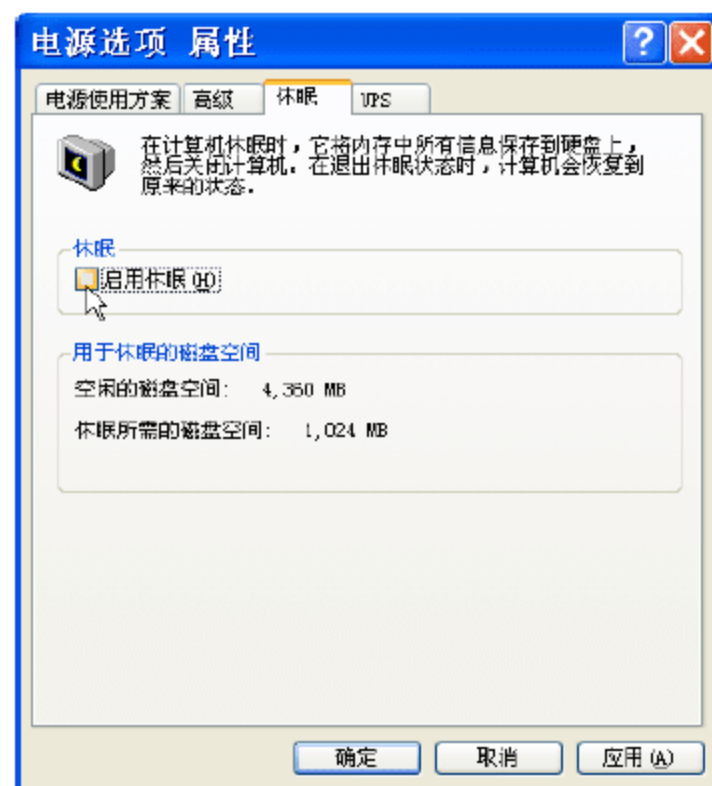 电源选项 属性
电源使用方案 高级 休眠 UPS
在计算机休眠时，它将内存中所有信息保存到硬盘上，
然后关闭计算机。在退出休眠状态时，计算机会恢复到
原来的状态。
休眠
启用休眠(H)
用于休眠的磁盘空间
空闲的磁盘空间: 4,360 MB
休眠所需的磁盘空间: 1,024 MB
确定 取消 应用(A)